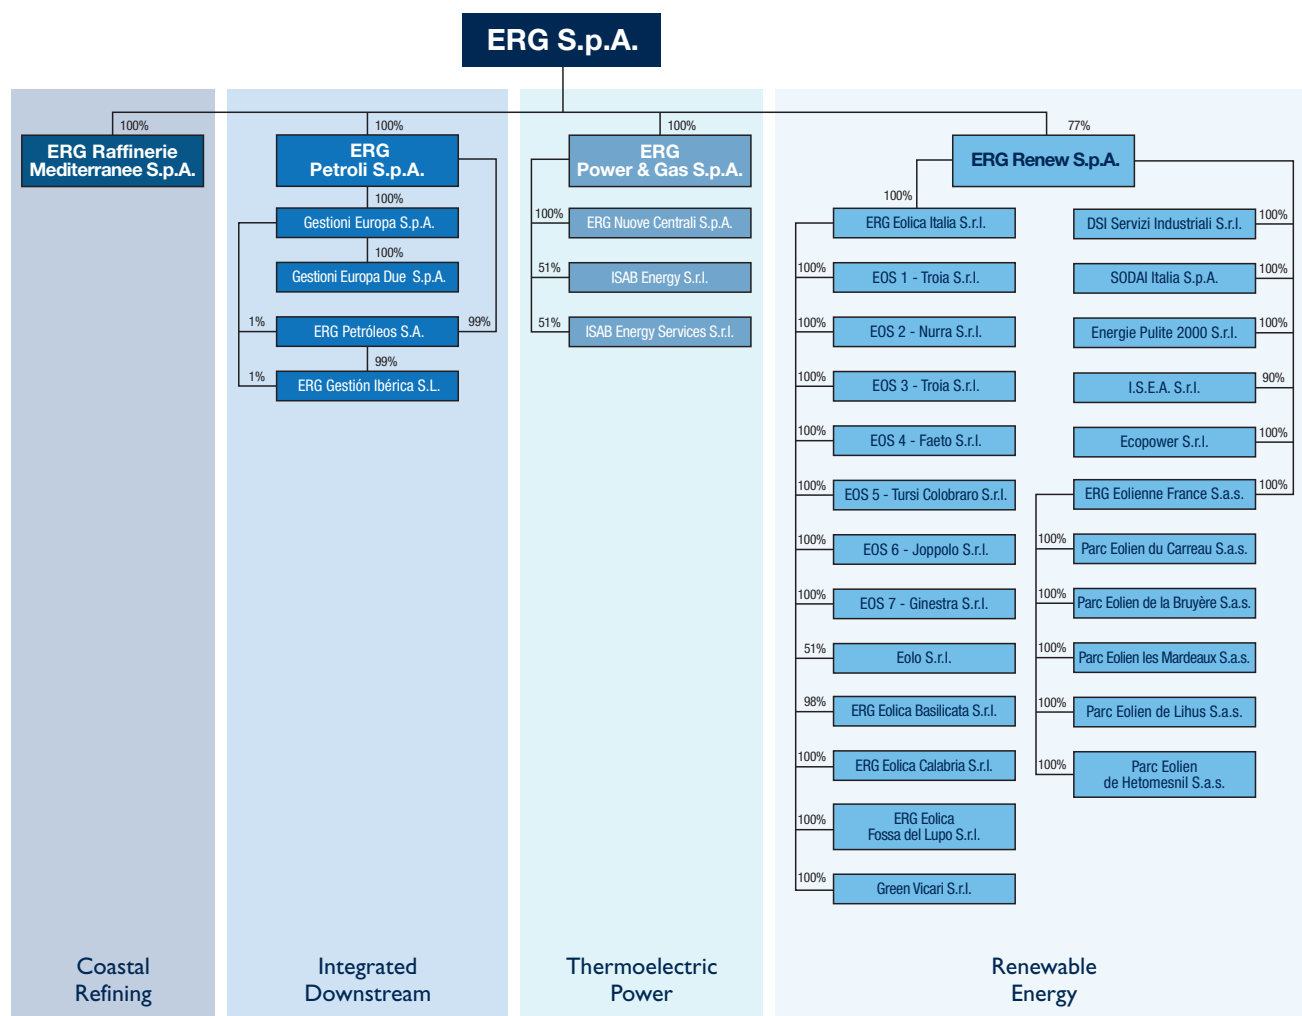 ERG S.p.A.
100%
ERG Raffinerie
Mediterranee S.p.A.
Coastal
Refining
100%
ERG
Petroli S.p.A.
100%
Gestioni Europa S.p.A.
100%
Gestioni Europa Due S.p.A.
1%
ERG Petróleos S.A.
99%
99%
1%
ERG Gestión Ibérica S.L.
Integrated
Downstream
100%
ERG
Power & Gas S.p.A.
100%
ERG Nuove Centrali S.p.A.
51%
ISAB Energy S.r.l.
51%
ISAB Energy Services S.r.l.
Thermoelectric
Power
77%
ERG Renew S.p.A.
100%
ERG Eolica Italia S.r.l.
100%
EOS 1 - Troia S.r.l.
100%
EOS 2 - Nurra S.r.l.
100%
EOS 3 - Troia S.r.l.
100%
EOS 4 - Faeto S.r.l.
100%
EOS 5 - Tursi Colobraro S.r.l.
100%
EOS 6 - Joppolo S.r.l.
100%
EOS 7 - Ginestra S.r.l.
51%
Eolo S.r.l.
98%
ERG Eolica Basilicata S.r.l.
100%
ERG Eolica Calabria S.r.l.
100%
ERG Eolica
Fossa del Lupo S.r.l.
100%
Green Vicari S.r.l.
DSI Servizi Industriali S.r.l.
100%
SODAI Italia S.p.A.
100%
Energie Pulite 2000 S.r.l.
100%
I.S.E.A. S.r.l.
90%
Ecopower S.r.l.
100%
ERG Eolienne France S.a.s.
100%
100%
Parc Eolien du Carreau S.a.s.
100%
Parc Eolien de la Bruyère S.a.s.
100%
Parc Eolien les Mardeaux S.a.s.
100%
Parc Eolien de Lihus S.a.s.
100%
Parc Eolien
de Hetomesnil S.a.s.
Renewable
Energy